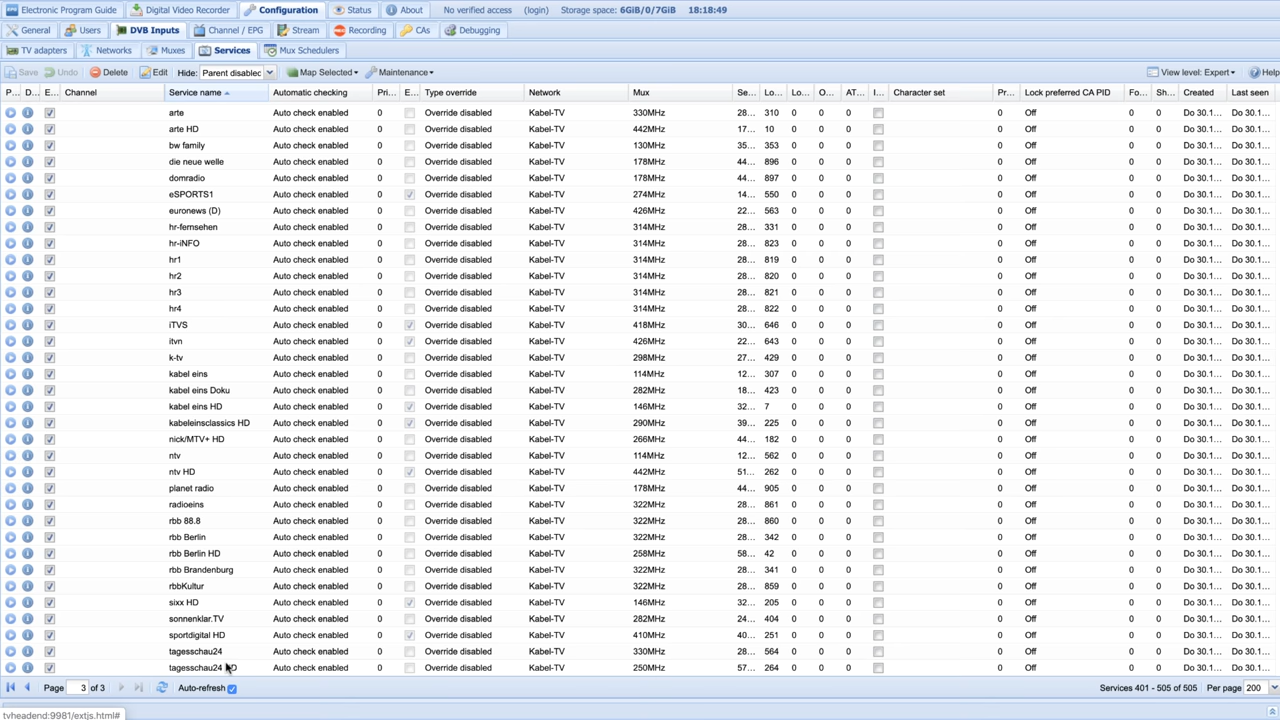 Electronic Program Guide Digital Video Recorder Configuration Status About No verified access (login) Storage space: 6GiB/0/7GiB 18:18:49
General Users DVB Inputs Channel / EPG Stream Recording CAs Debugging
TV adapters Networks Muxes Services Mux Schedulers
Save Undo Delete Edit Hide: Parent disabled Map Selected Maintenance View level: Expert Help
P... D... E... Channel Service name Automatic checking Pri... E... Type override Network Mux Se... Lo... Lo... O... AT... I... Character set Pr... Lock preferred CA PID Fo... Sh... Created Last seen
arte Auto check enabled 0 Override disabled Kabel-TV 330MHz 28... 310 0 0 0 0 Off 0 0 Do 30.1... Do 30.1...
arte HD Auto check enabled 0 Override disabled Kabel-TV 442MHz 17... 10 0 0 0 0 Off 0 0 Do 30.1... Do 30.1...
bw family Auto check enabled 0 Override disabled Kabel-TV 130MHz 35... 353 0 0 0 0 Off 0 0 Do 30.1... Do 30.1...
die neue welle Auto check enabled 0 Override disabled Kabel-TV 178MHz 44... 896 0 0 0 0 Off 0 0 Do 30.1... Do 30.1...
domradio Auto check enabled 0 Override disabled Kabel-TV 178MHz 44... 897 0 0 0 0 Off 0 0 Do 30.1... Do 30.1...
eSPORTS1 Auto check enabled 0 Override disabled Kabel-TV 274MHz 14... 550 0 0 0 0 Off 0 0 Do 30.1... Do 30.1...
euronews (D) Auto check enabled 0 Override disabled Kabel-TV 426MHz 22... 563 0 0 0 0 Off 0 0 Do 30.1... Do 30.1...
hr-fernsehen Auto check enabled 0 Override disabled Kabel-TV 314MHz 28... 331 0 0 0 0 Off 0 0 Do 30.1... Do 30.1...
hr-iNFO Auto check enabled 0 Override disabled Kabel-TV 314MHz 28... 823 0 0 0 0 Off 0 0 Do 30.1... Do 30.1...
hr1 Auto check enabled 0 Override disabled Kabel-TV 314MHz 28... 819 0 0 0 0 Off 0 0 Do 30.1... Do 30.1...
hr2 Auto check enabled 0 Override disabled Kabel-TV 314MHz 28... 820 0 0 0 0 Off 0 0 Do 30.1... Do 30.1...
hr3 Auto check enabled 0 Override disabled Kabel-TV 314MHz 28... 821 0 0 0 0 Off 0 0 Do 30.1... Do 30.1...
hr4 Auto check enabled 0 Override disabled Kabel-TV 314MHz 28... 822 0 0 0 0 Off 0 0 Do 30.1... Do 30.1...
iTVS Auto check enabled 0 Override disabled Kabel-TV 418MHz 30... 646 0 0 0 0 Off 0 0 Do 30.1... Do 30.1...
itvn Auto check enabled 0 Override disabled Kabel-TV 426MHz 22... 643 0 0 0 0 Off 0 0 Do 30.1... Do 30.1...
k-tv Auto check enabled 0 Override disabled Kabel-TV 298MHz 27... 429 0 0 0 0 Off 0 0 Do 30.1... Do 30.1...
kabel eins Auto check enabled 0 Override disabled Kabel-TV 114MHz 12... 307 0 0 0 0 Off 0 0 Do 30.1... Do 30.1...
kabel eins Doku Auto check enabled 0 Override disabled Kabel-TV 282MHz 18... 423 0 0 0 0 Off 0 0 Do 30.1... Do 30.1...
kabel eins HD Auto check enabled 0 Override disabled Kabel-TV 146MHz 32... 7 0 0 0 0 Off 0 0 Do 30.1... Do 30.1...
kabeleinsclassics HD Auto check enabled 0 Override disabled Kabel-TV 290MHz 39... 225 0 0 0 0 Off 0 0 Do 30.1... Do 30.1...
nick/MTV+ HD Auto check enabled 0 Override disabled Kabel-TV 266MHz 44... 182 0 0 0 0 Off 0 0 Do 30.1... Do 30.1...
ntv Auto check enabled 0 Override disabled Kabel-TV 114MHz 12... 562 0 0 0 0 Off 0 0 Do 30.1... Do 30.1...
ntv HD Auto check enabled 0 Override disabled Kabel-TV 442MHz 51... 262 0 0 0 0 Off 0 0 Do 30.1... Do 30.1...
planet radio Auto check enabled 0 Override disabled Kabel-TV 178MHz 44... 905 0 0 0 0 Off 0 0 Do 30.1... Do 30.1...
radioeins Auto check enabled 0 Override disabled Kabel-TV 322MHz 28... 861 0 0 0 0 Off 0 0 Do 30.1... Do 30.1...
rbb 88.8 Auto check enabled 0 Override disabled Kabel-TV 322MHz 28... 860 0 0 0 0 Off 0 0 Do 30.1... Do 30.1...
rbb Berlin Auto check enabled 0 Override disabled Kabel-TV 322MHz 28... 342 0 0 0 0 Off 0 0 Do 30.1... Do 30.1...
rbb Berlin HD Auto check enabled 0 Override disabled Kabel-TV 258MHz 58... 42 0 0 0 0 Off 0 0 Do 30.1... Do 30.1...
rbb Brandenburg Auto check enabled 0 Override disabled Kabel-TV 322MHz 28... 341 0 0 0 0 Off 0 0 Do 30.1... Do 30.1...
rbbKultur Auto check enabled 0 Override disabled Kabel-TV 322MHz 28... 859 0 0 0 0 Off 0 0 Do 30.1... Do 30.1...
sixx HD Auto check enabled 0 Override disabled Kabel-TV 146MHz 32... 205 0 0 0 0 Off 0 0 Do 30.1... Do 30.1...
sonnenklar.TV Auto check enabled 0 Override disabled Kabel-TV 282MHz 24... 404 0 0 0 0 Off 0 0 Do 30.1... Do 30.1...
sportdigital HD Auto check enabled 0 Override disabled Kabel-TV 410MHz 40... 251 0 0 0 0 Off 0 0 Do 30.1... Do 30.1...
tagesschau24 Auto check enabled 0 Override disabled Kabel-TV 330MHz 28... 564 0 0 0 0 Off 0 0 Do 30.1... Do 30.1...
tagesschau24 Auto check enabled 0 Override disabled Kabel-TV 250MHz 57... 264 0 0 0 0 Off 0 0 Do 30.1... Do 30.1...
Page 3 of 3 Auto-refresh Services 401 - 505 of 505 Per page 200
tvheadend:9981/extjs.html#